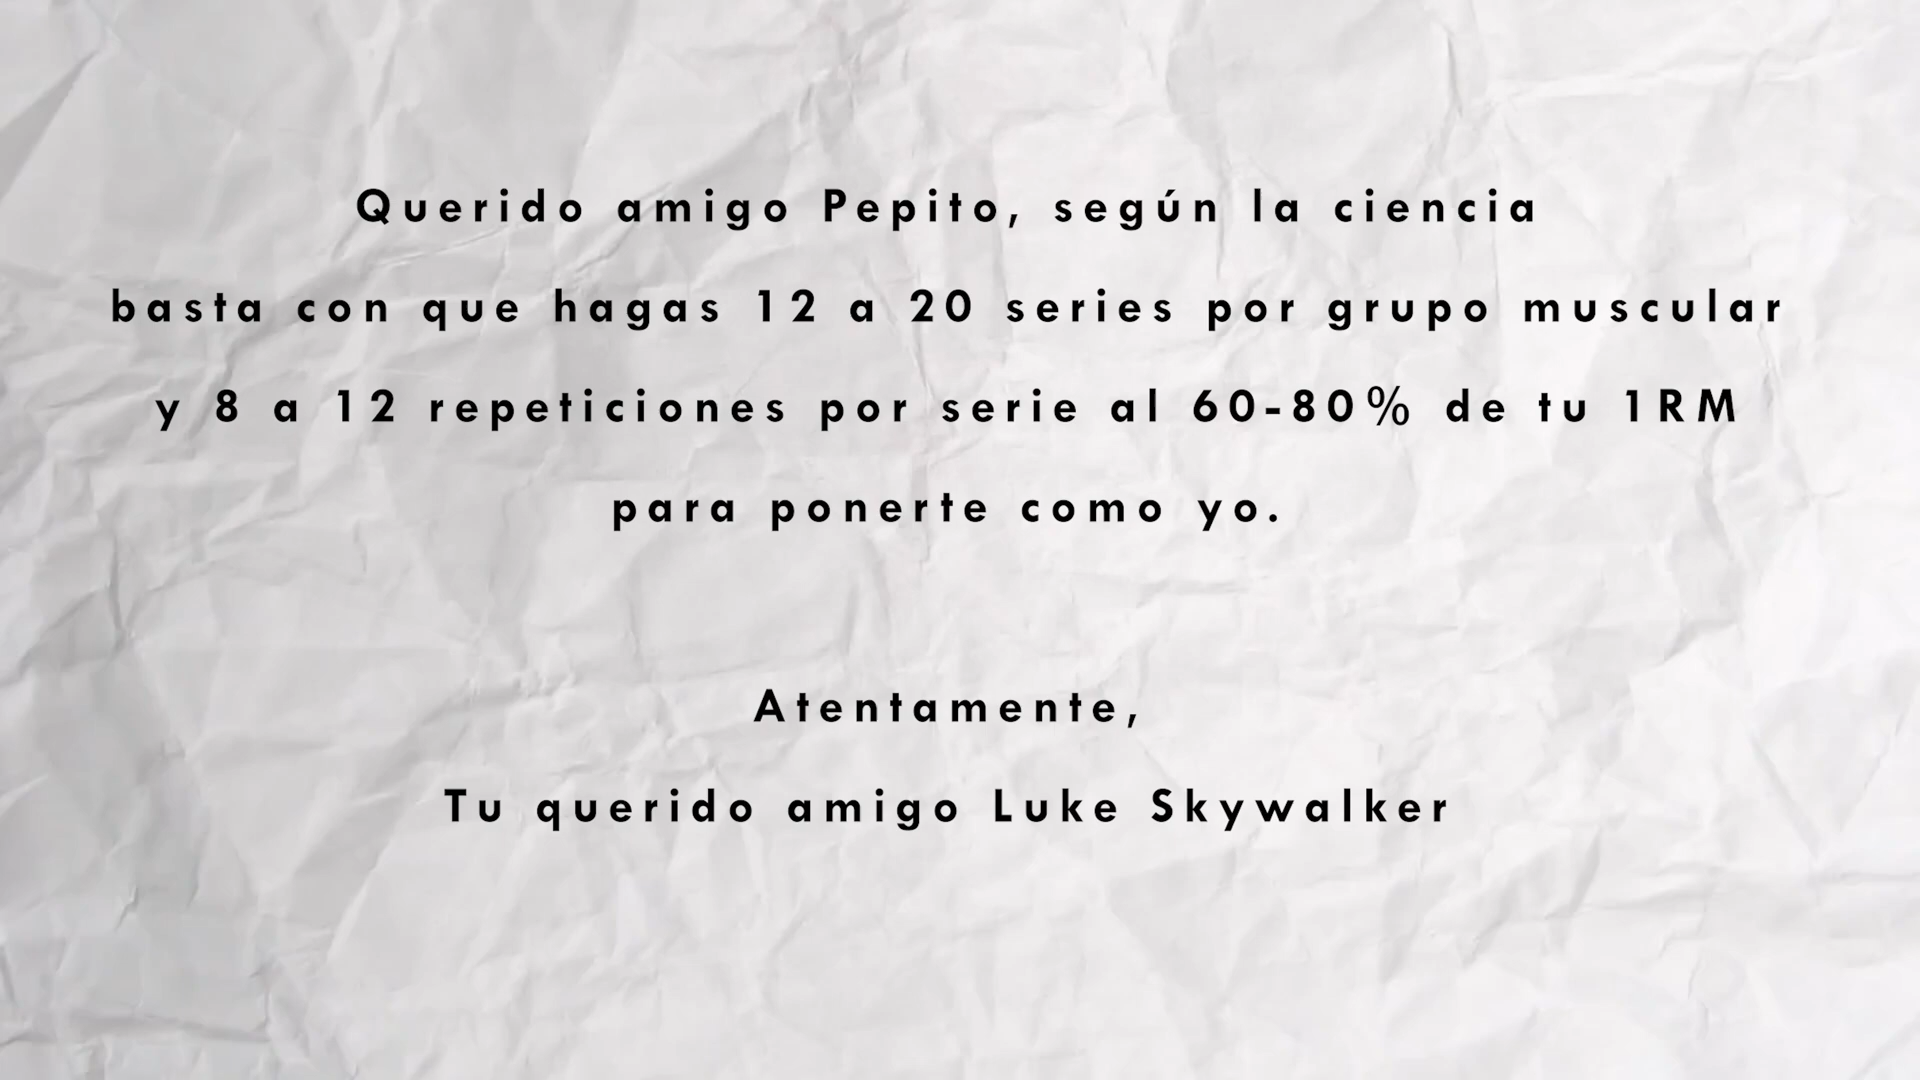 Querido amigo Pepito, según la ciencia
basta con que hagas 12 a 20 series por grupo muscular
y 8 a 12 repeticiones por serie al 60-80% de tu 1RM
para ponerte como yo.
Atentamente,
Tu querido amigo Luke Skywalker